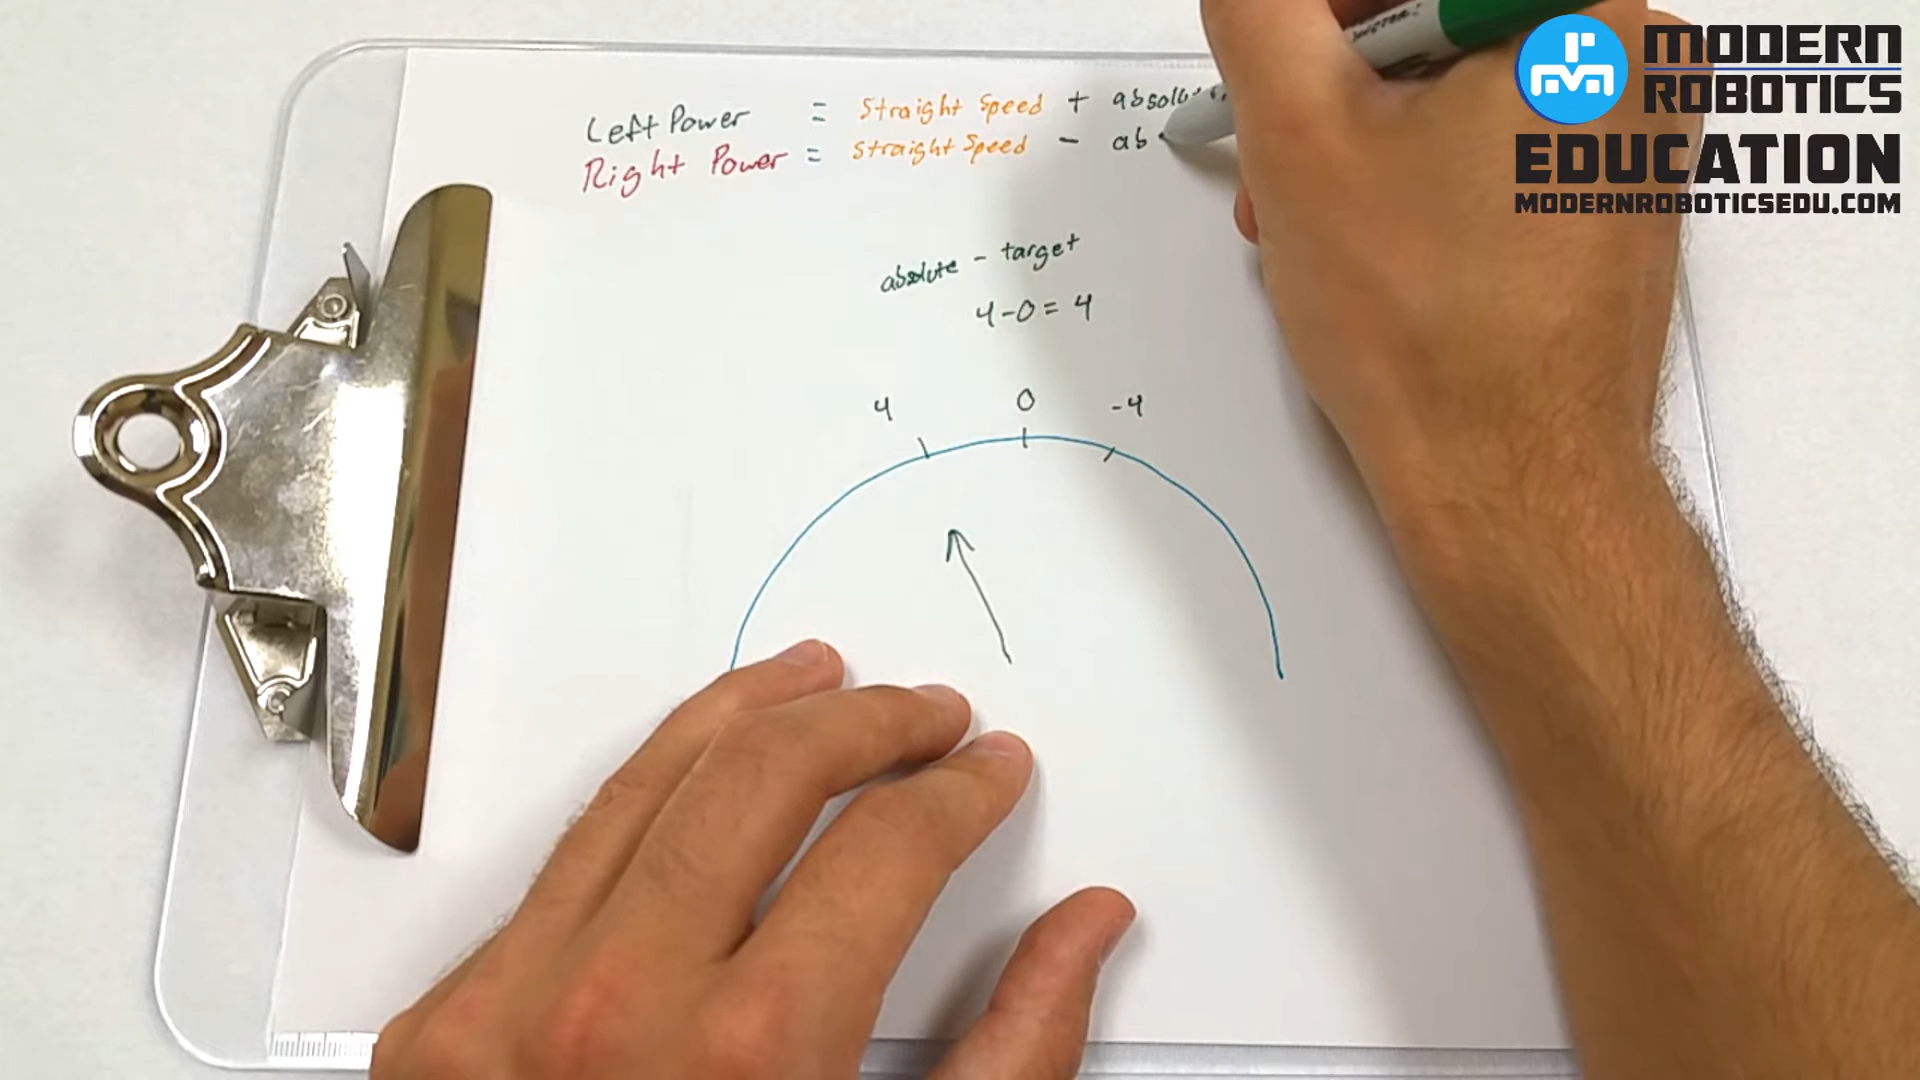 Left Power = Straight Speed + absolute
Right Power = Straight Speed - ab
absolute - target
4-0 = 4
4 0 -4
MODERN
ROBOTICS
EDUCATION
MODERNROBOTICSEDU.COM